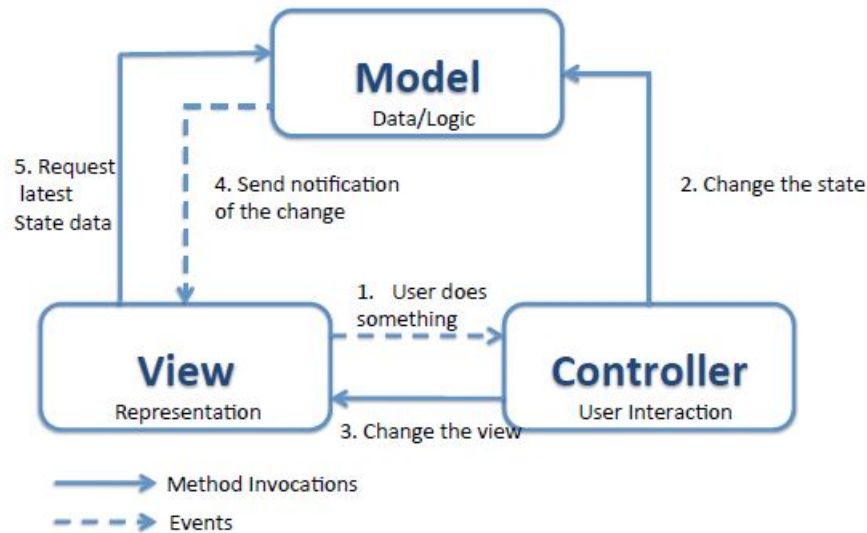 Model
Data/Logic
5. Request
latest
State data
4. Send notification
of the change
2. Change the state
1. User does
something
View
Representation
Controller
User Interaction
3. Change the view
Method Invocations
Events